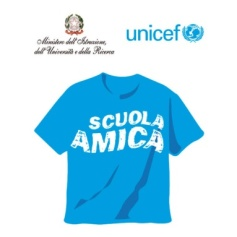 Ministero dell'Istruzione,
dell'Università e della Ricerca
unicef
SCUOLA
AMICA